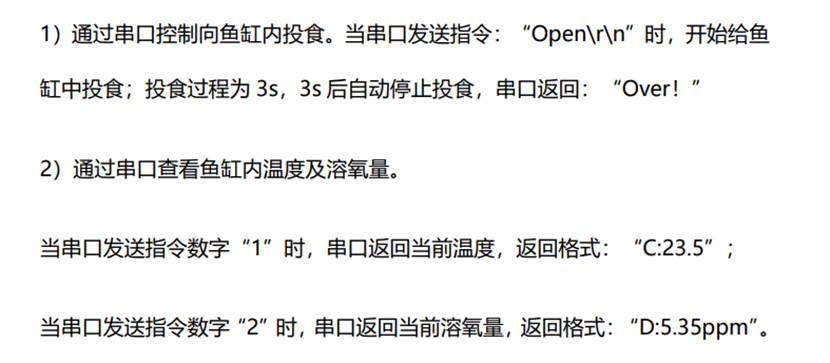 1）通过串口控制向鱼缸内投食。当串口发送指令：“Open\r\n”时，开始给鱼
缸中投食；投食过程为 3s，3s 后自动停止投食，串口返回：“Over！”
2）通过串口查看鱼缸内温度及溶氧量。
当串口发送指令数字“1”时，串口返回当前温度，返回格式：“C:23.5”；
当串口发送指令数字“2”时，串口返回当前溶氧量，返回格式：“D:5.35ppm”。